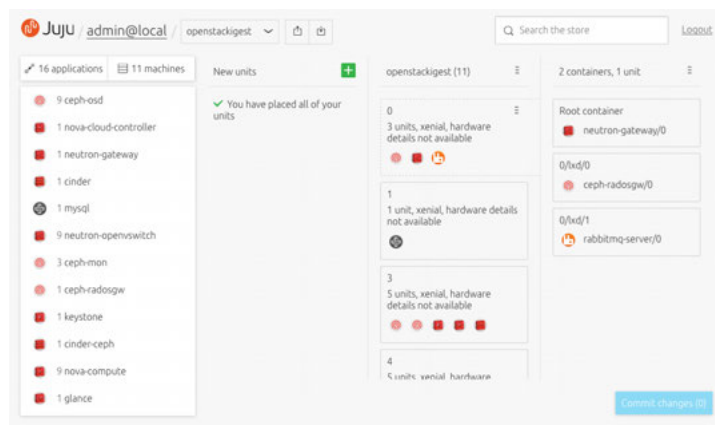 JUJU / admin@local / openstackigest
Search the store
Logout
16 applications
11 machines
9 ceph-osd
1 nova-cloud-controller
1 neutron-gateway
1 cinder
1 mysql
9 neutron-openvswitch
3 ceph-mon
1 ceph-radosgw
1 keystone
1 cinder-ceph
9 nova-compute
1 glance
New units
You have placed all of your
units
openstackigest (11)
0
3 units, xenial, hardware
details not available
1
1 unit, xenial, hardware details
not available
3
5 units, xenial, hardware
details not available
4
5 units, xenial, hardware
2 containers, 1 unit
Root container
neutron-gateway/0
0/lxd/0
ceph-radosgw/0
0/lxd/1
rabbitmq-server/0
Commit changes (0)